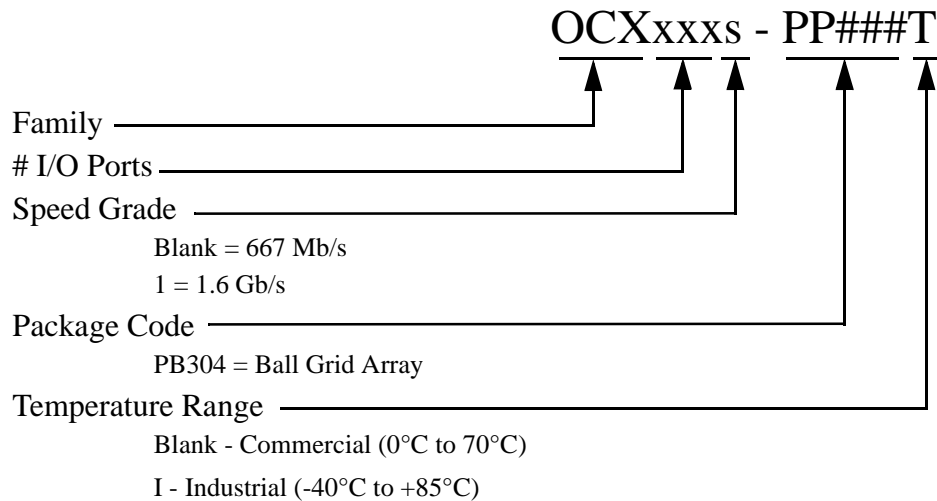 OCXxxxs - PP###T
Family
# I/O Ports
Speed Grade
Blank = 667 Mb/s
1 = 1.6 Gb/s
Package Code
PB304 = Ball Grid Array
Temperature Range
Blank - Commercial (0°C to 70°C)
I - Industrial (-40°C to +85°C)